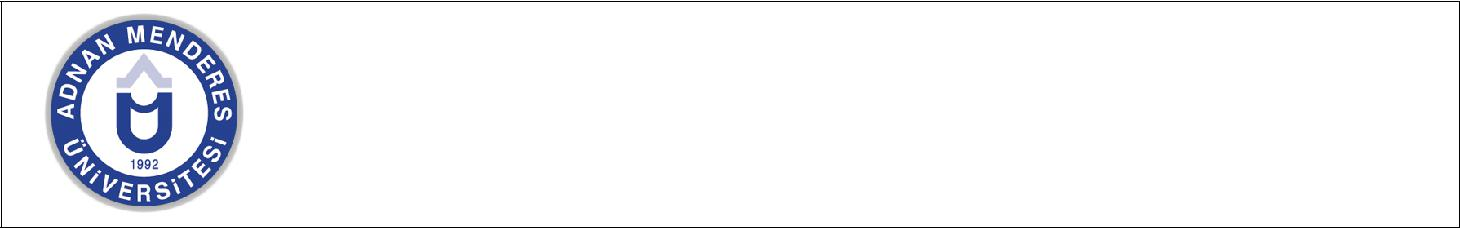 ADNAN MENDERES
ÜNİVERSİTESİ
1992